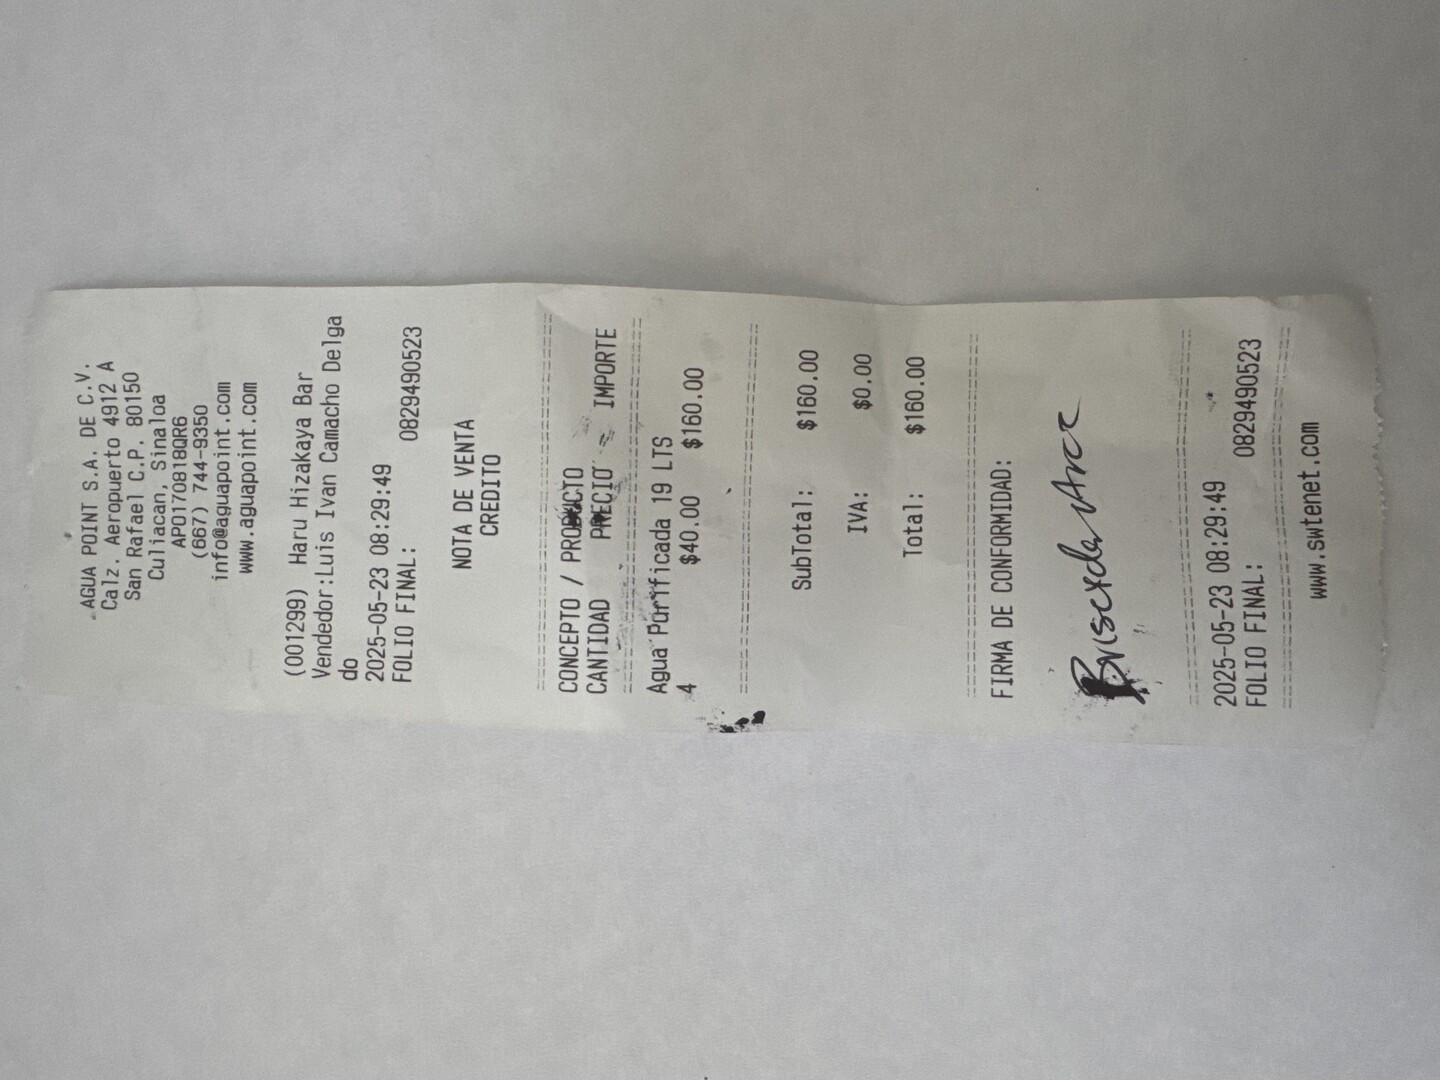 AGUA POINT S.A. DE C.V.
Calz. Aeropuerto 4912 A
San Rafael C.P. 80150
Culiacan, Sinaloa
APO170818QR6
(667) 744-9350
info@aguapoint.com
www.aguapoint.com
(001299) Haru Hizakaya Bar
Vendedor:Luis Ivan Camacho Delga
do
2025-05-23 08:29:49
FOLIO FINAL: 0829490523
NOTA DE VENTA
CREDITO
CONCEPTO / PRODUCTO
CANTIDAD PRECIO IMPORTE
Agua Purificada 19 LTS
4 $40.00 $160.00
SubTotal: $160.00
IVA: $0.00
Total: $160.00
FIRMA DE CONFORMIDAD:
2025-05-23 08:29:49
FOLIO FINAL: 0829490523
www.swtenet.com